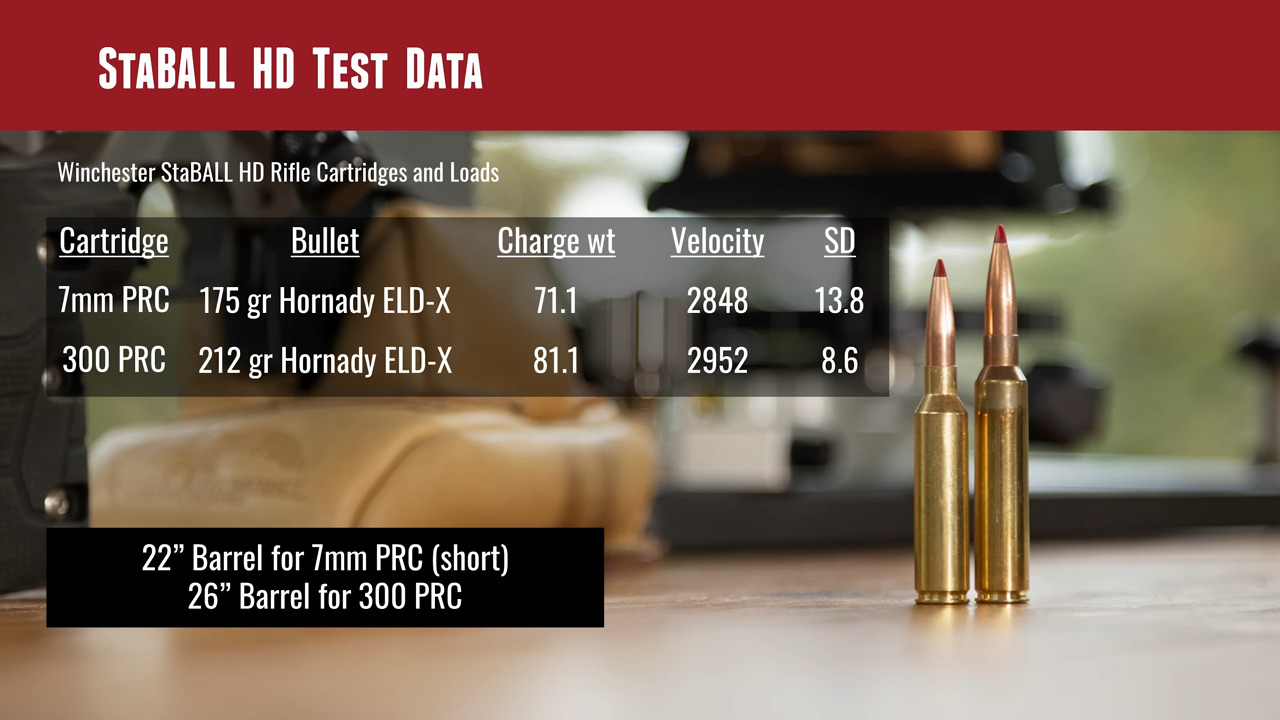 StaBALL HD Test Data
Winchester StaBALL HD Rifle Cartridges and Loads
Cartridge Bullet Charge wt Velocity SD
7mm PRC 175 gr Hornady ELD-X 71.1 2848 13.8
300 PRC 212 gr Hornady ELD-X 81.1 2952 8.6
22” Barrel for 7mm PRC (short)
26” Barrel for 300 PRC